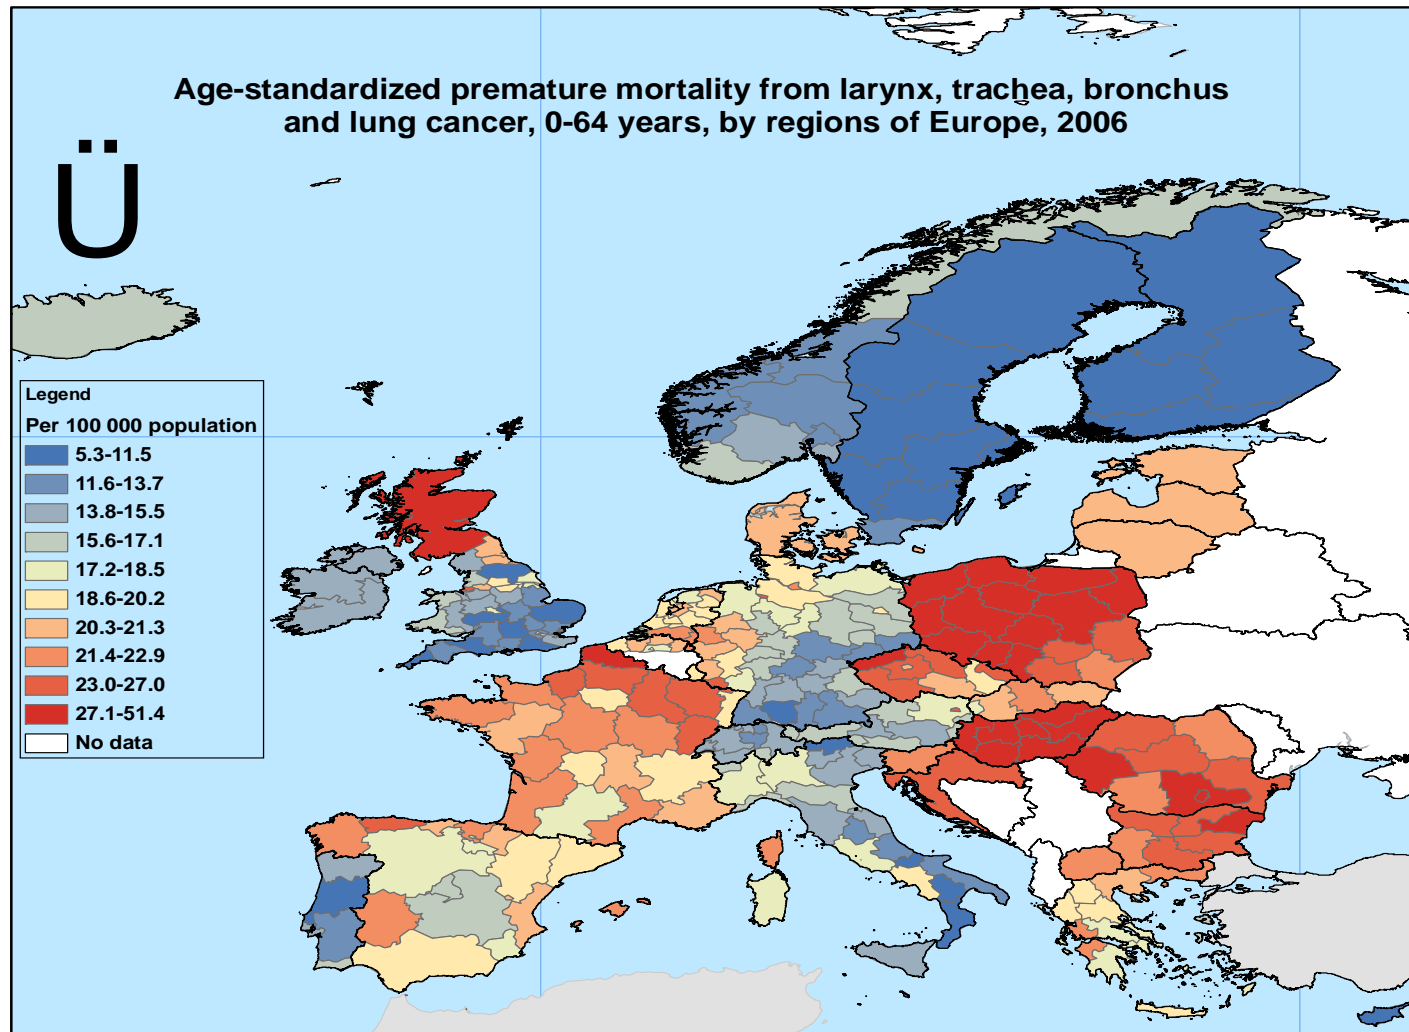 Age-standardized premature mortality from larynx, trachea, bronchus
and lung cancer, 0-64 years, by regions of Europe, 2006
Ü
Legend
Per 100 000 population
5.3-11.5
11.6-13.7
13.8-15.5
15.6-17.1
17.2-18.5
18.6-20.2
20.3-21.3
21.4-22.9
23.0-27.0
27.1-51.4
No data